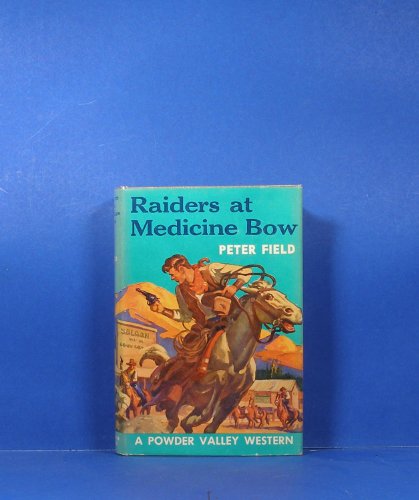 Raiders at
Medicine Bow
PETER FIELD
SALOON
A POWDER VALLEY WESTERN